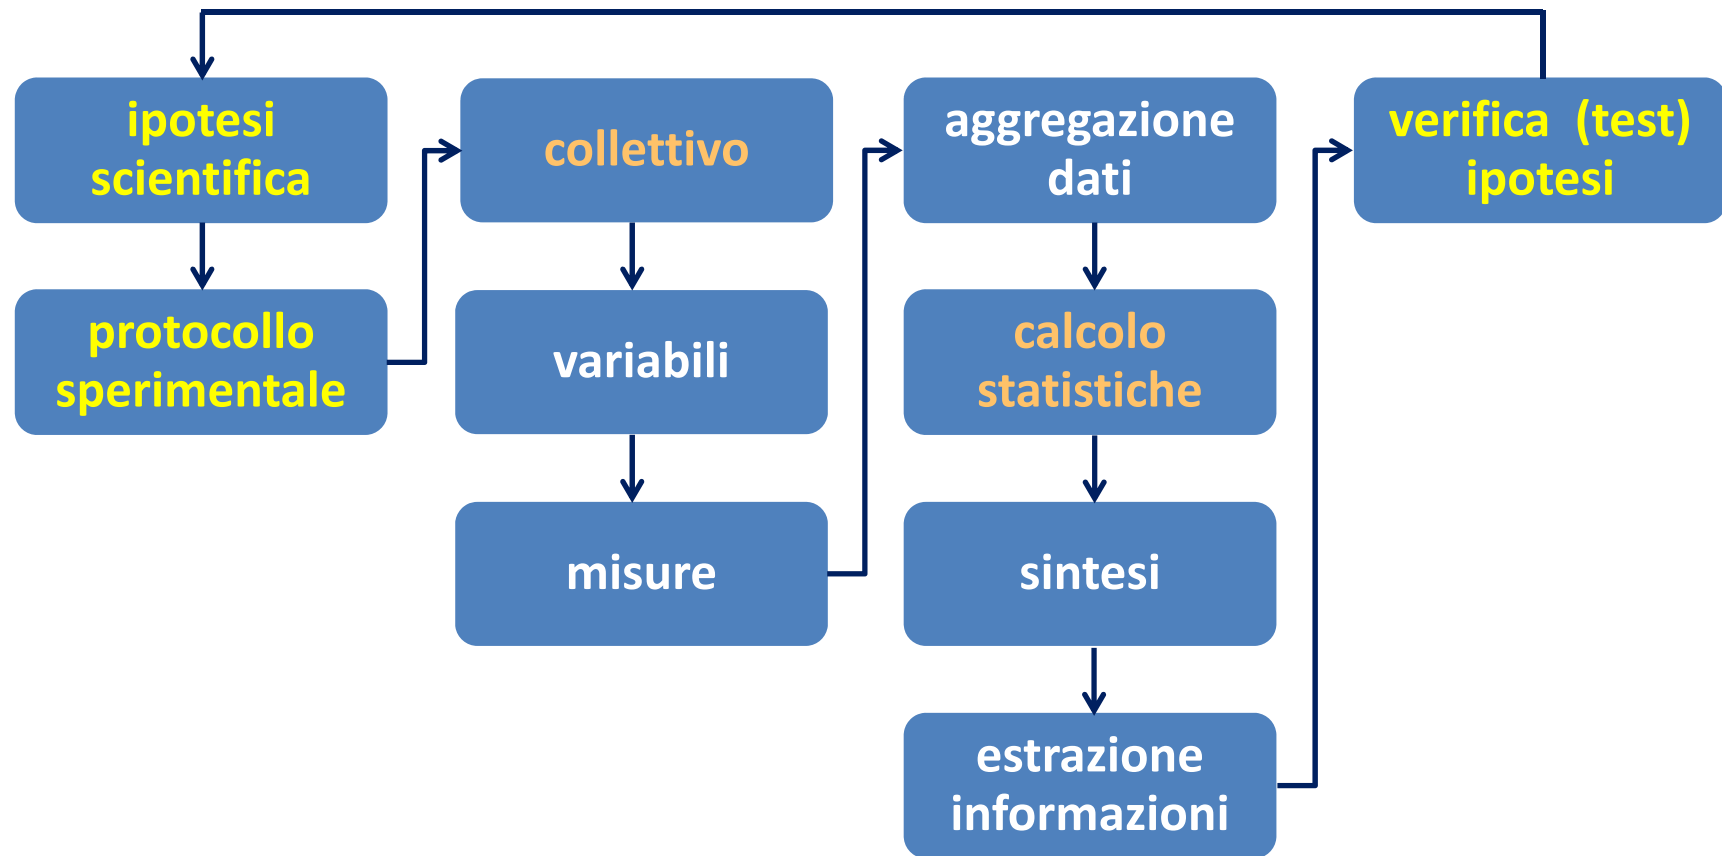 ipotesi
scientifica
protocollo
sperimentale
collettivo
variabili
misure
aggregazione
dati
calcolo
statistiche
sintesi
estrazione
informazioni
verifica (test)
ipotesi